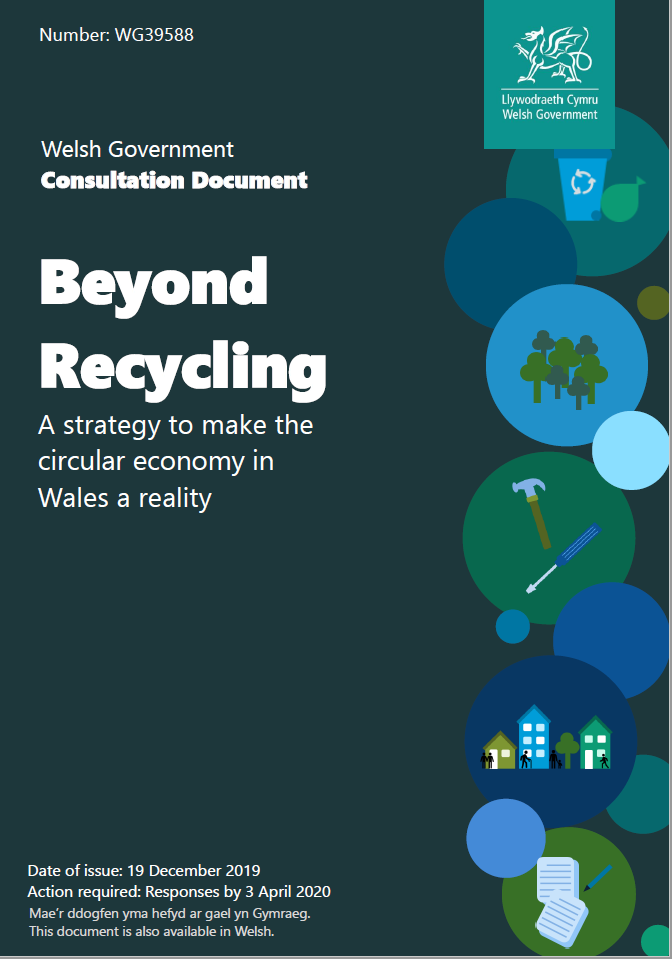 Number: WG39588
Llywodraeth Cymru
Welsh Government
Welsh Government
Consultation Document
Beyond
Recycling
A strategy to make the
circular economy in
Wales a reality
Date of issue: 19 December 2019
Action required: Responses by 3 April 2020
Mae’r ddogfen yma hefyd ar gael yn Gymraeg.
This document is also available in Welsh.